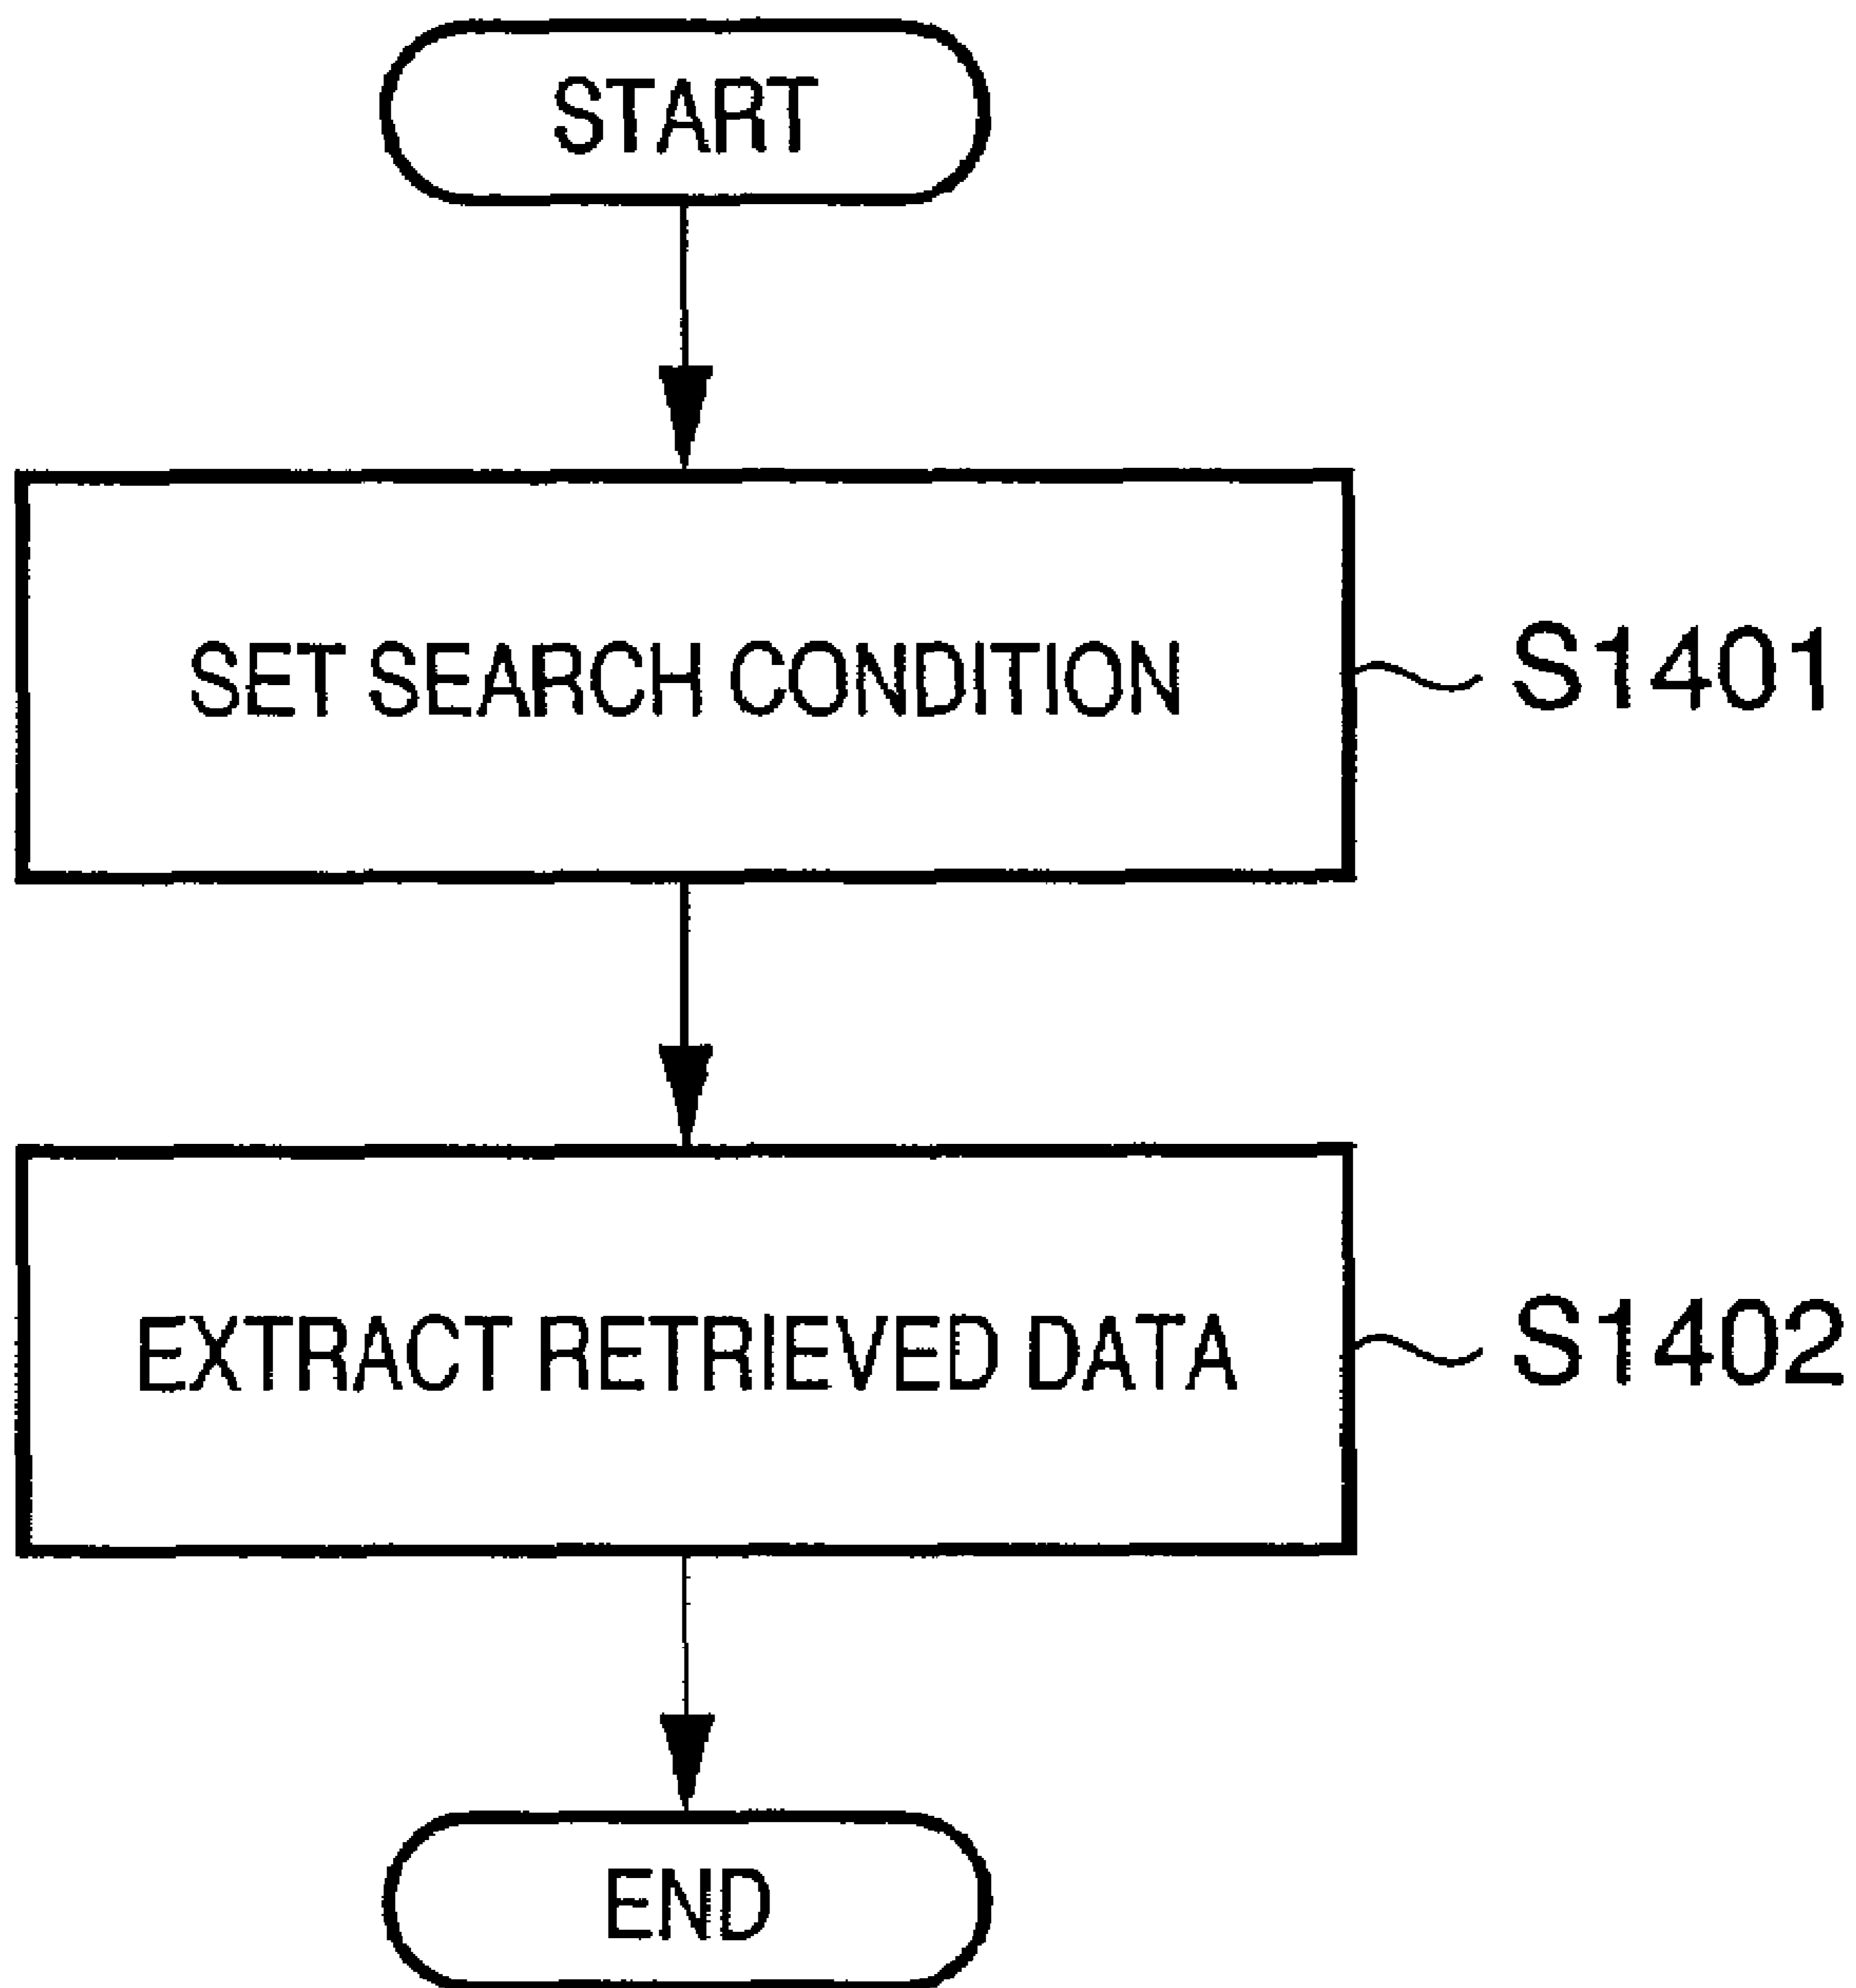 START
SET SEARCH CONDITION
S1401
EXTRACT RETRIEVED DATA
S1402
END